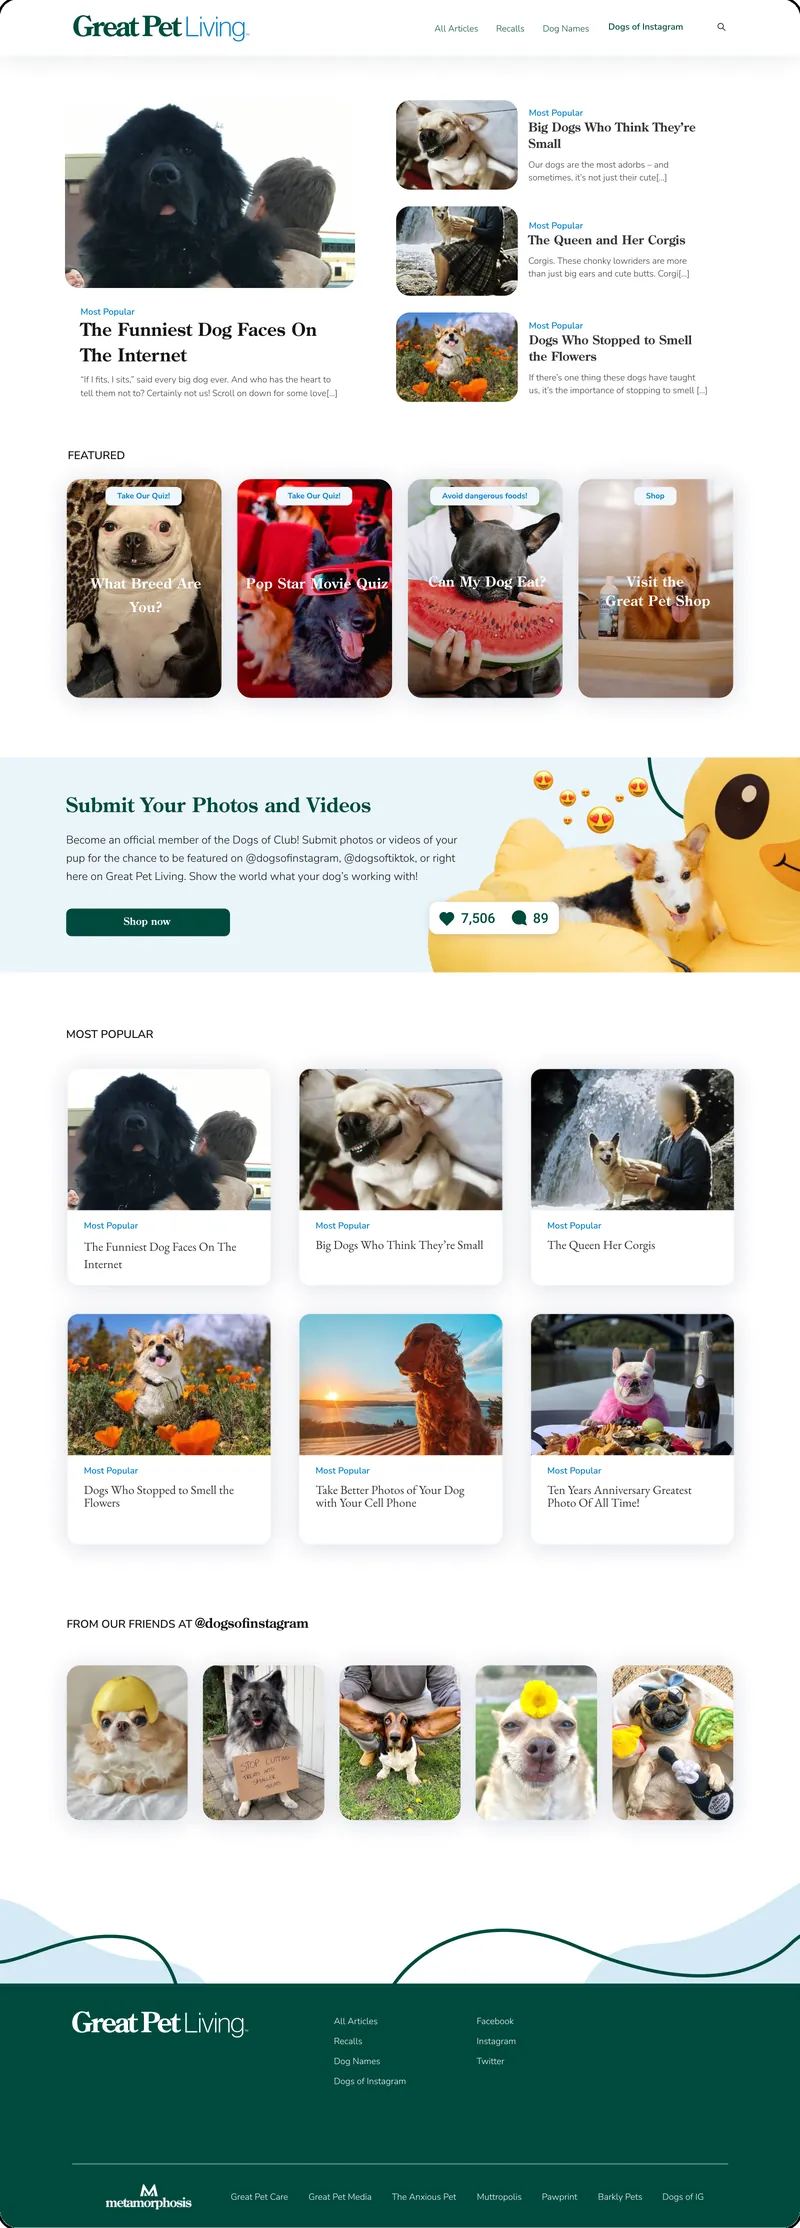 Great Pet Living
All Articles Recalls Dog Names Dogs of Instagram
Most Popular
The Funniest Dog Faces On
The Internet
“If I fits, I sits,” said every big dog ever. And who has the heart to
tell them not to? Certainly not us! Scroll on down for some love[...]
Most Popular
Big Dogs Who Think They’re
Small
Our dogs are the most adorbs – and
sometimes, it’s not just their cute[...]
Most Popular
The Queen and Her Corgis
Corgis. These chonky lowriders are more
than just big ears and cute butts. Corgi[...]
Most Popular
Dogs Who Stopped to Smell
the Flowers
If there’s one thing these dogs have taught
us, it’s the importance of stopping to smell [...]
FEATURED
Take Our Quiz!
What Breed Are
You?
Take Our Quiz!
Pop Star Movie Quiz
Avoid dangerous foods!
Can My Dog Eat?
Shop
Visit the
Great Pet Shop
Submit Your Photos and Videos
Become an official member of the Dogs of Club! Submit photos or videos of your
pup for the chance to be featured on @dogsofinstagram, @dogsoftiktok, or right
here on Great Pet Living. Show the world what your dog’s working with!
Shop now
7,506 89
MOST POPULAR
Most Popular
The Funniest Dog Faces On The
Internet
Most Popular
Big Dogs Who Think They’re Small
Most Popular
The Queen Her Corgis
Most Popular
Dogs Who Stopped to Smell the
Flowers
Most Popular
Take Better Photos of Your Dog
with Your Cell Phone
Most Popular
Ten Years Anniversary Greatest
Photo Of All Time!
FROM OUR FRIENDS AT @dogsofinstagram
STOP CUTTING
TREATS INTO
SMALLER
TREATS
Great Pet Living
All Articles
Recalls
Dog Names
Dogs of Instagram
Facebook
Instagram
Twitter
metamorphosis
Great Pet Care Great Pet Media The Anxious Pet Muttropolis Pawprint Barkly Pets Dogs of IG